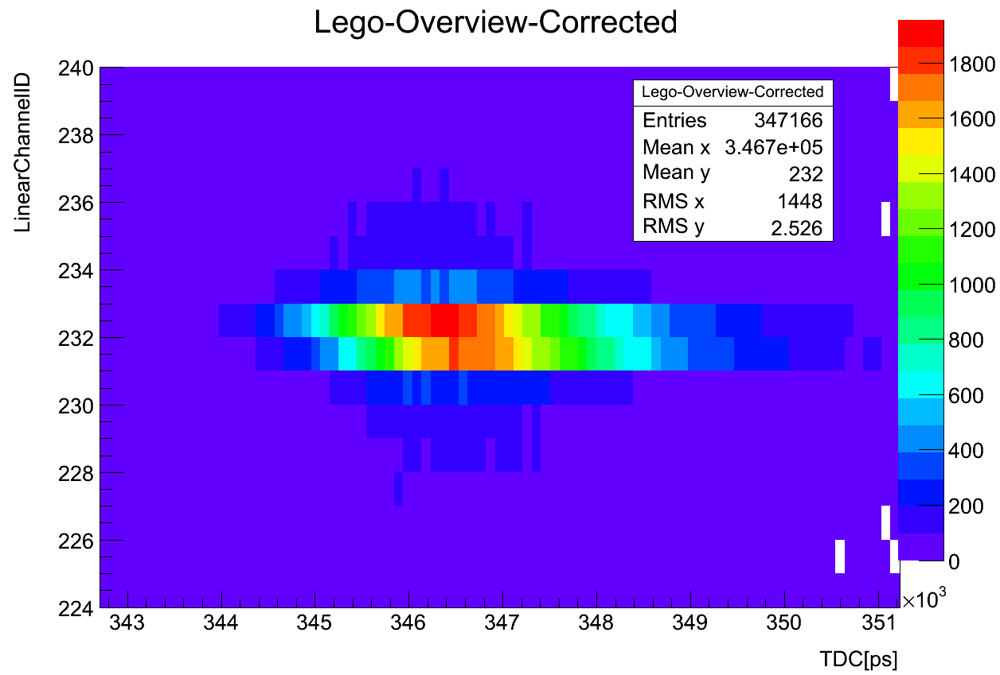 Lego-Overview-Corrected
LinearChannelID
240
238
236
234
232
230
228
226
224
Lego-Overview-Corrected
Entries 347166
Mean x 3.467e+05
Mean y 232
RMS x 1448
RMS y 2.526
1800
1600
1400
1200
1000
800
600
400
200
0
343 344 345 346 347 348 349 350 351
×10³
TDC[ps]